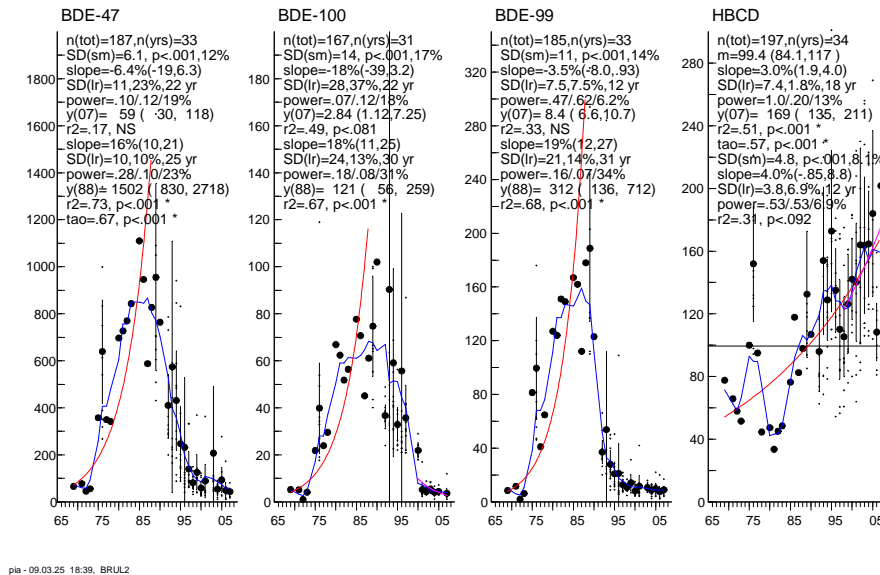 BDE-47
n(tot)=187,n(yrs)=33
SD(sm)=6.1, p<.001,12%
slope=-6.4%(-19,6.3)
SD(lr)=11,23%,22 yr
power=.10/.12/19%
y(07)= 59 ( -30, 118)
r2=.17, NS
slope=16%(10,21)
SD(lr)=10,10%,25 yr
power=.28/.10/23%
y(88)= 1502 ( 830, 2718)
r2=.73, p<.001 *
tao=.67, p<.001 *
1800
1600
1400
1200
1000
800
600
400
200
0
65 75 85 95 05
BDE-100
n(tot)=167,n(yrs)=31
SD(sm)=14, p<.001,17%
slope=-18%(-39,3.2)
SD(lr)=28,37%,22 yr
power=.07/.12/18%
y(07)=2.84 (1.12,7.25)
r2=.49, p<.081
slope=18%(11,25)
SD(lr)=24,13%,30 yr
power=.18/.08/31%
y(88)= 121 ( 56, 259)
r2=.67, p<.001 *
180
160
140
120
100
80
60
40
20
0
65 75 85 95 05
BDE-99
n(tot)=185,n(yrs)=33
SD(sm)=11, p<.001,14%
slope=-3.5%(-8.0,.93)
SD(lr)=7.5,7.5%,12 yr
power=.47/.62/6.2%
y(07)= 8.4 ( 6.6,10.7)
r2=.33, NS
slope=19%(12,27)
SD(lr)=21,14%,31 yr
power=.16/.07/34%
y(88)= 312 ( 136, 712)
r2=.68, p<.001 *
320
280
240
200
160
120
80
40
0
65 75 85 95 05
HBCD
n(tot)=197,n(yrs)=34
m=99.4 (84.1,117 )
slope=3.0%(1.9,4.0)
SD(lr)=7.4,1.8%,18 yr
power=1.0/.20/13%
y(07)= 169 ( 135, 211)
r2=.51, p<.001 *
tao=.57, p<.001 *
SD(sm)=4.8, p<.001,8.1%
slope=4.0%(-.85,8.8)
SD(lr)=3.8,6.9%,12 yr
power=.53/.53/6.9%
r2=.31, p<.092
280
240
200
160
120
80
40
0
65 75 85 95 05
pia - 09.03.25 18:39, BRUL2